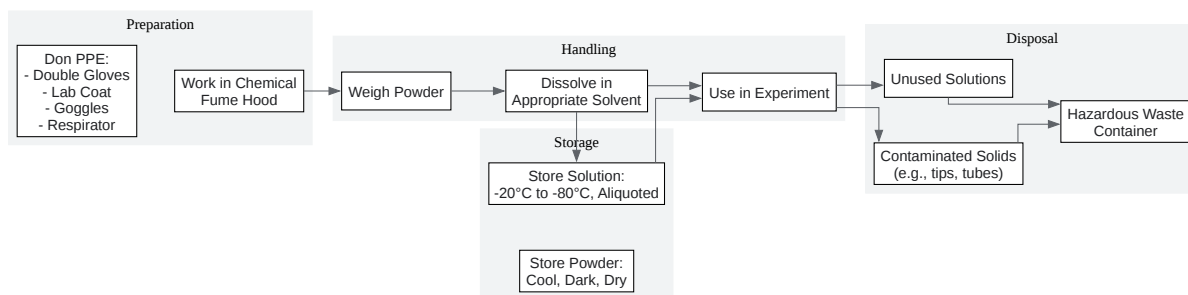 Preparation
Don PPE:
- Double Gloves
- Lab Coat
- Goggles
- Respirator
Work in Chemical
Fume Hood
Handling
Weigh Powder
Dissolve in
Appropriate Solvent
Use in Experiment
Storage
Store Solution:
-20°C to -80°C, Aliquoted
Store Powder:
Cool, Dark, Dry
Disposal
Unused Solutions
Contaminated Solids
(e.g., tips, tubes)
Hazardous Waste
Container